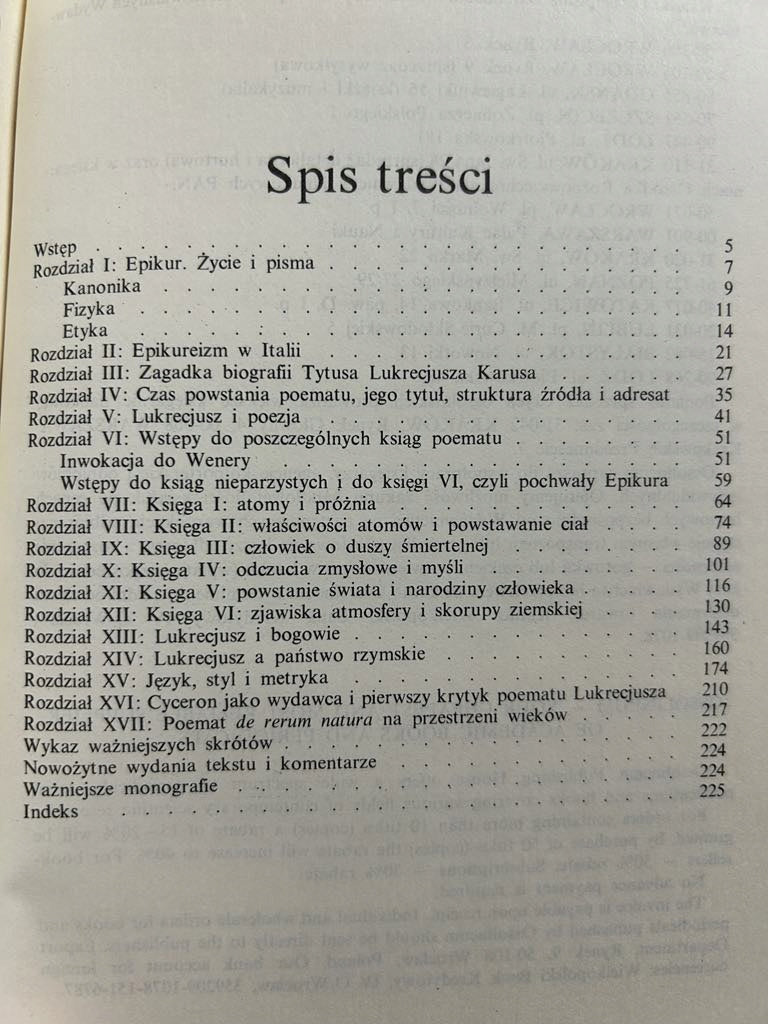 Spis treści
Wstęp . . . . . . . . . . . . . . . . . . . . . . . 5
Rozdział I: Epikur. Życie i pisma . . . . . . . . . . . . . 7
Kanonika . . . . . . . . . . . . . . . . . . . . . 9
Fizyka . . . . . . . . . . . . . . . . . . . . . . 11
Etyka . . . . . . . . . . . . . . . . . . . . . . 14
Rozdział II: Epikureizm w Italii . . . . . . . . . . . . . 21
Rozdział III: Zagadka biografii Tytusa Lukrecjusza Karusa . . . . . . 27
Rozdział IV: Czas powstania poematu, jego tytuł, struktura źródła i adresat 35
Rozdział V: Lukrecjusz i poezja . . . . . . . . . . . . . 41
Rozdział VI: Wstępy do poszczególnych ksiąg poematu . . . . . . . 51
Inwokacja do Wenery . . . . . . . . . . . . . . . . 51
Wstępy do ksiąg nieparzystych i do księgi VI, czyli pochwały Epikura 59
Rozdział VII: Księga I: atomy i próżnia . . . . . . . . . . . 64
Rozdział VIII: Księga II: właściwości atomów i powstawanie ciał . . . . 74
Rozdział IX: Księga III: człowiek o duszy śmiertelnej . . . . . . . 89
Rozdział X: Księga IV: odczucia zmysłowe i myśli . . . . . . . . 101
Rozdział XI: Księga V: powstanie świata i narodziny człowieka . . . . 116
Rozdział XII: Księga VI: zjawiska atmosfery i skorupy ziemskiej . . . . 130
Rozdział XIII: Lukrecjusz i bogowie . . . . . . . . . . . . 143
Rozdział XIV: Lukrecjusz a państwo rzymskie . . . . . . . . . 160
Rozdział XV: Język, styl i metryka . . . . . . . . . . . . 174
Rozdział XVI: Cyceron jako wydawca i pierwszy krytyk poematu Lukrecjusza 210
Rozdział XVII: Poemat de rerum natura na przestrzeni wieków . . . . 217
Wykaz ważniejszych skrótów . . . . . . . . . . . . . . 222
Nowożytne wydania tekstu i komentarze . . . . . . . . . . . 224
Ważniejsze monografie . . . . . . . . . . . . . . . . 224
Indeks . . . . . . . . . . . . . . . . . . . . . . 225